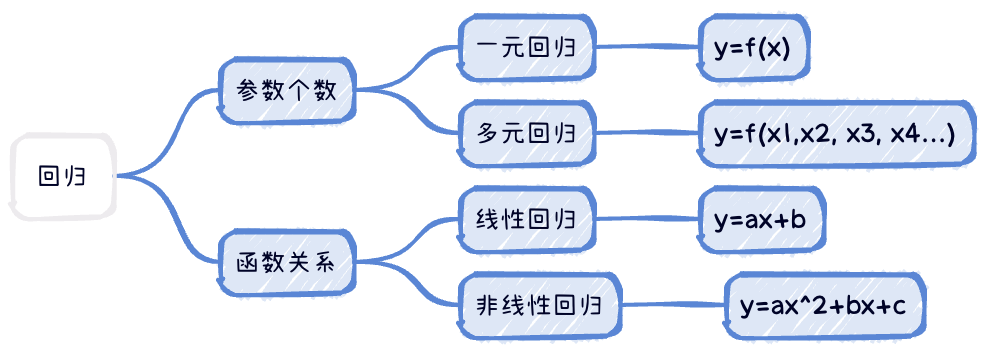 回归
参数个数
一元回归
y=f(x)
多元回归
y=f(x1,x2, x3, x4...)
函数关系
线性回归
y=ax+b
非线性回归
y=ax^2+bx+c